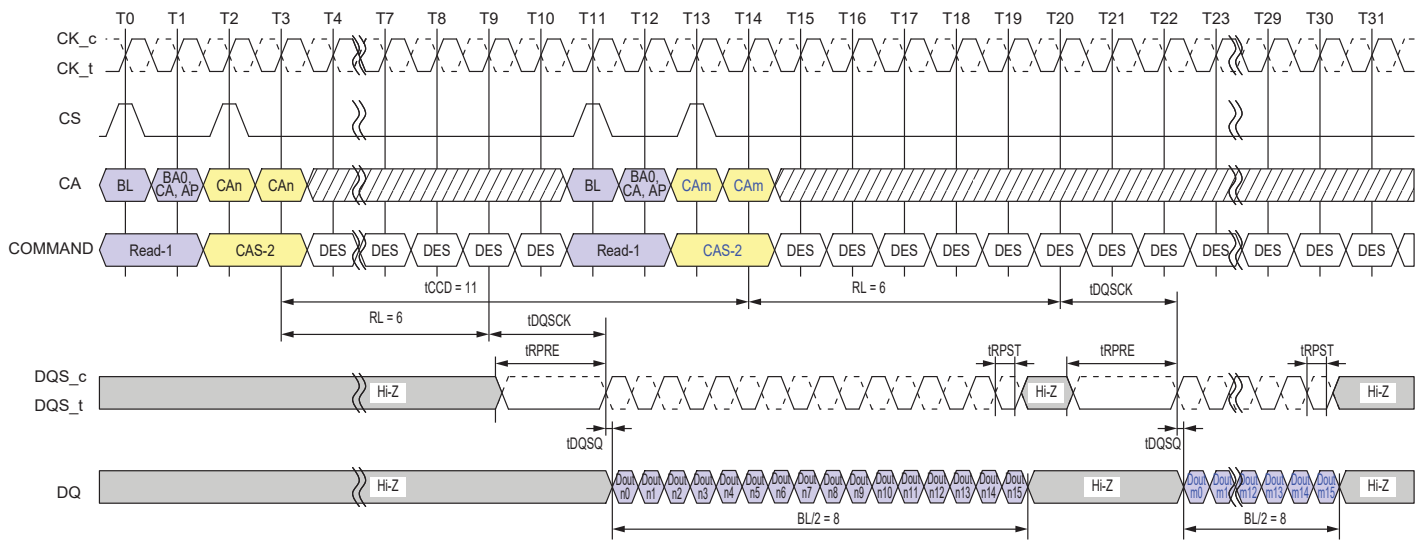 T0 T1 T2 T3 T4 T7 T8 T9 T10 T11 T12 T13 T14 T15 T16 T17 T18 T19 T20 T21 T22 T23 T29 T30 T31
CK_c
CK_t
CS
CA BL BA0, CA, AP CAn CAn BL BA0, CA, AP CAm CAm
COMMAND Read-1 CAS-2 DES DES DES DES DES Read-1 CAS-2 DES DES DES DES DES DES DES DES DES DES DES DES
tCCD = 11 RL = 6 tDQSCK
RL = 6 tDQSCK
tRPRE tRPST tRPRE tRPST
DQS_c
DQS_t
Hi-Z Hi-Z Hi-Z
tDQSQ tDQSQ
DQ Hi-Z Dout n0 Dout n1 Dout n2 Dout n3 Dout n4 Dout n5 Dout n6 Dout n7 Dout n8 Dout n9 Dout n10 Dout n11 Dout n12 Dout n13 Dout n14 Dout n15 Hi-Z Dout m0 Dout m1 Dout m12 Dout m13 Dout m14 Dout m15 Hi-Z
BL/2 = 8 BL/2 = 8